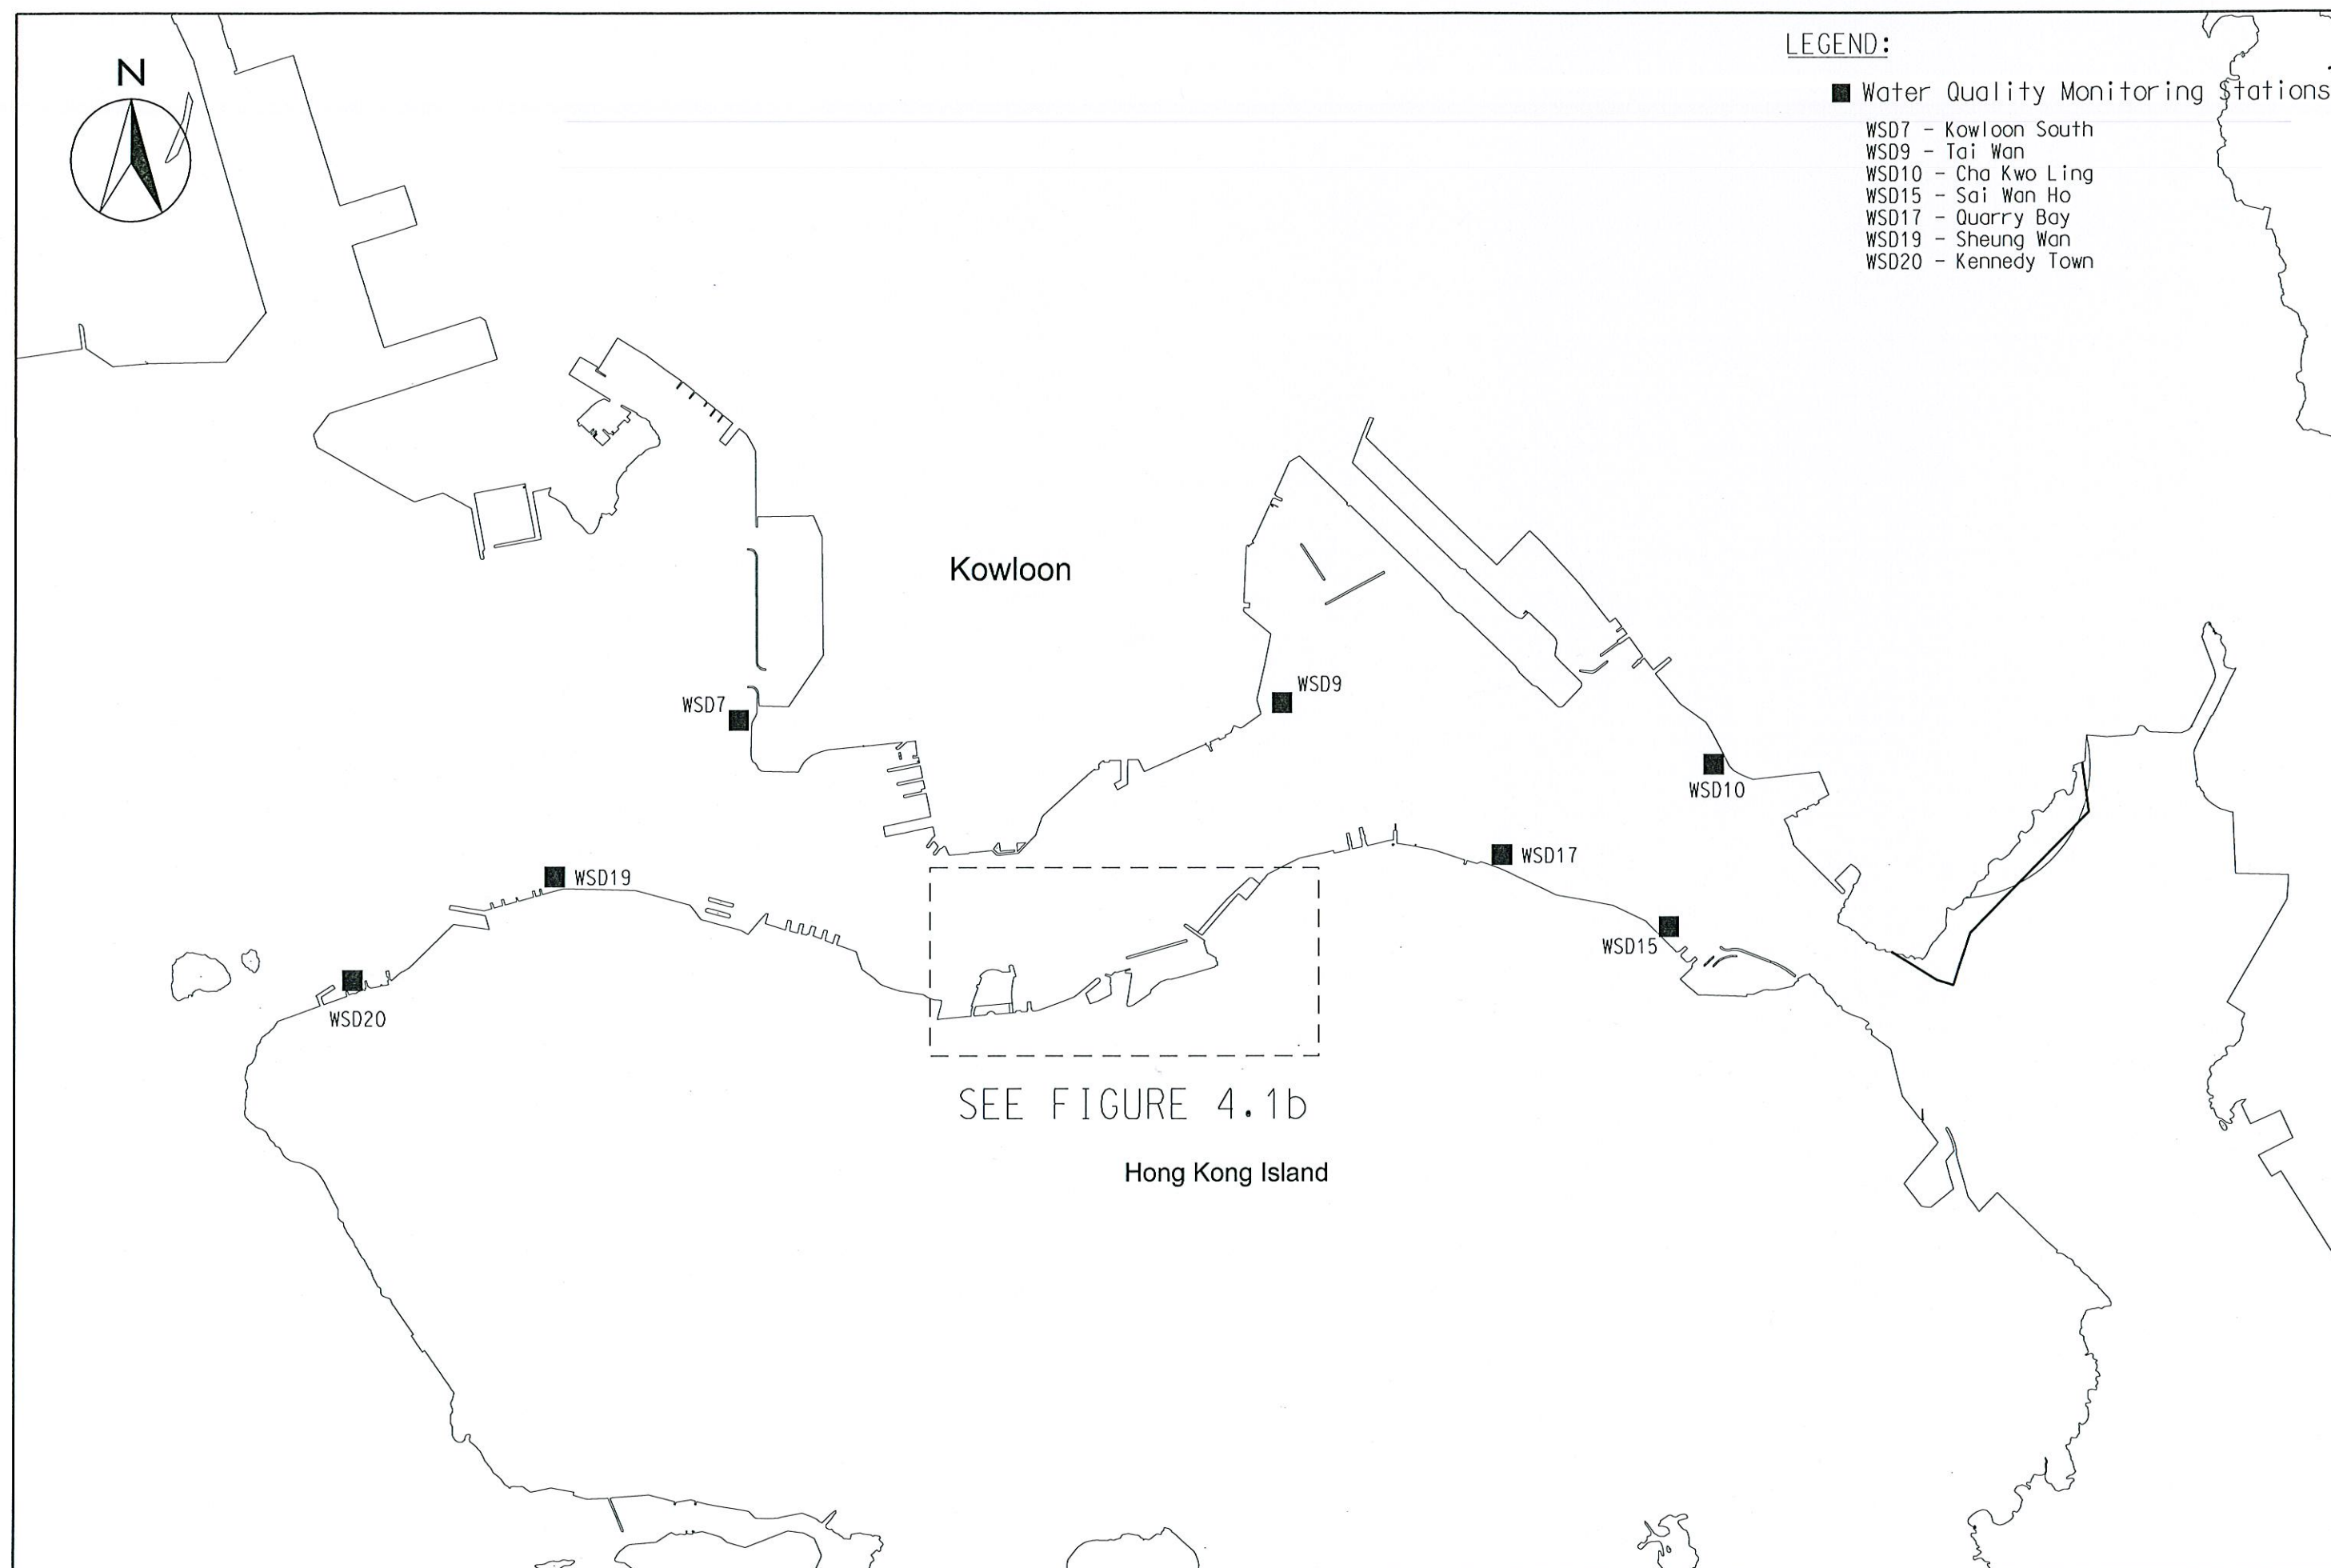 N
LEGEND:
Water Quality Monitoring Stations
WSD7 - Kowloon South
WSD9 - Tai Wan
WSD10 - Cha Kwo Ling
WSD15 - Sai Wan Ho
WSD17 - Quarry Bay
WSD19 - Sheung Wan
WSD20 - Kennedy Town
Kowloon
WSD9
WSD7
WSD10
WSD17
WSD19
WSD15
WSD20
SEE FIGURE 4.1b
Hong Kong Island